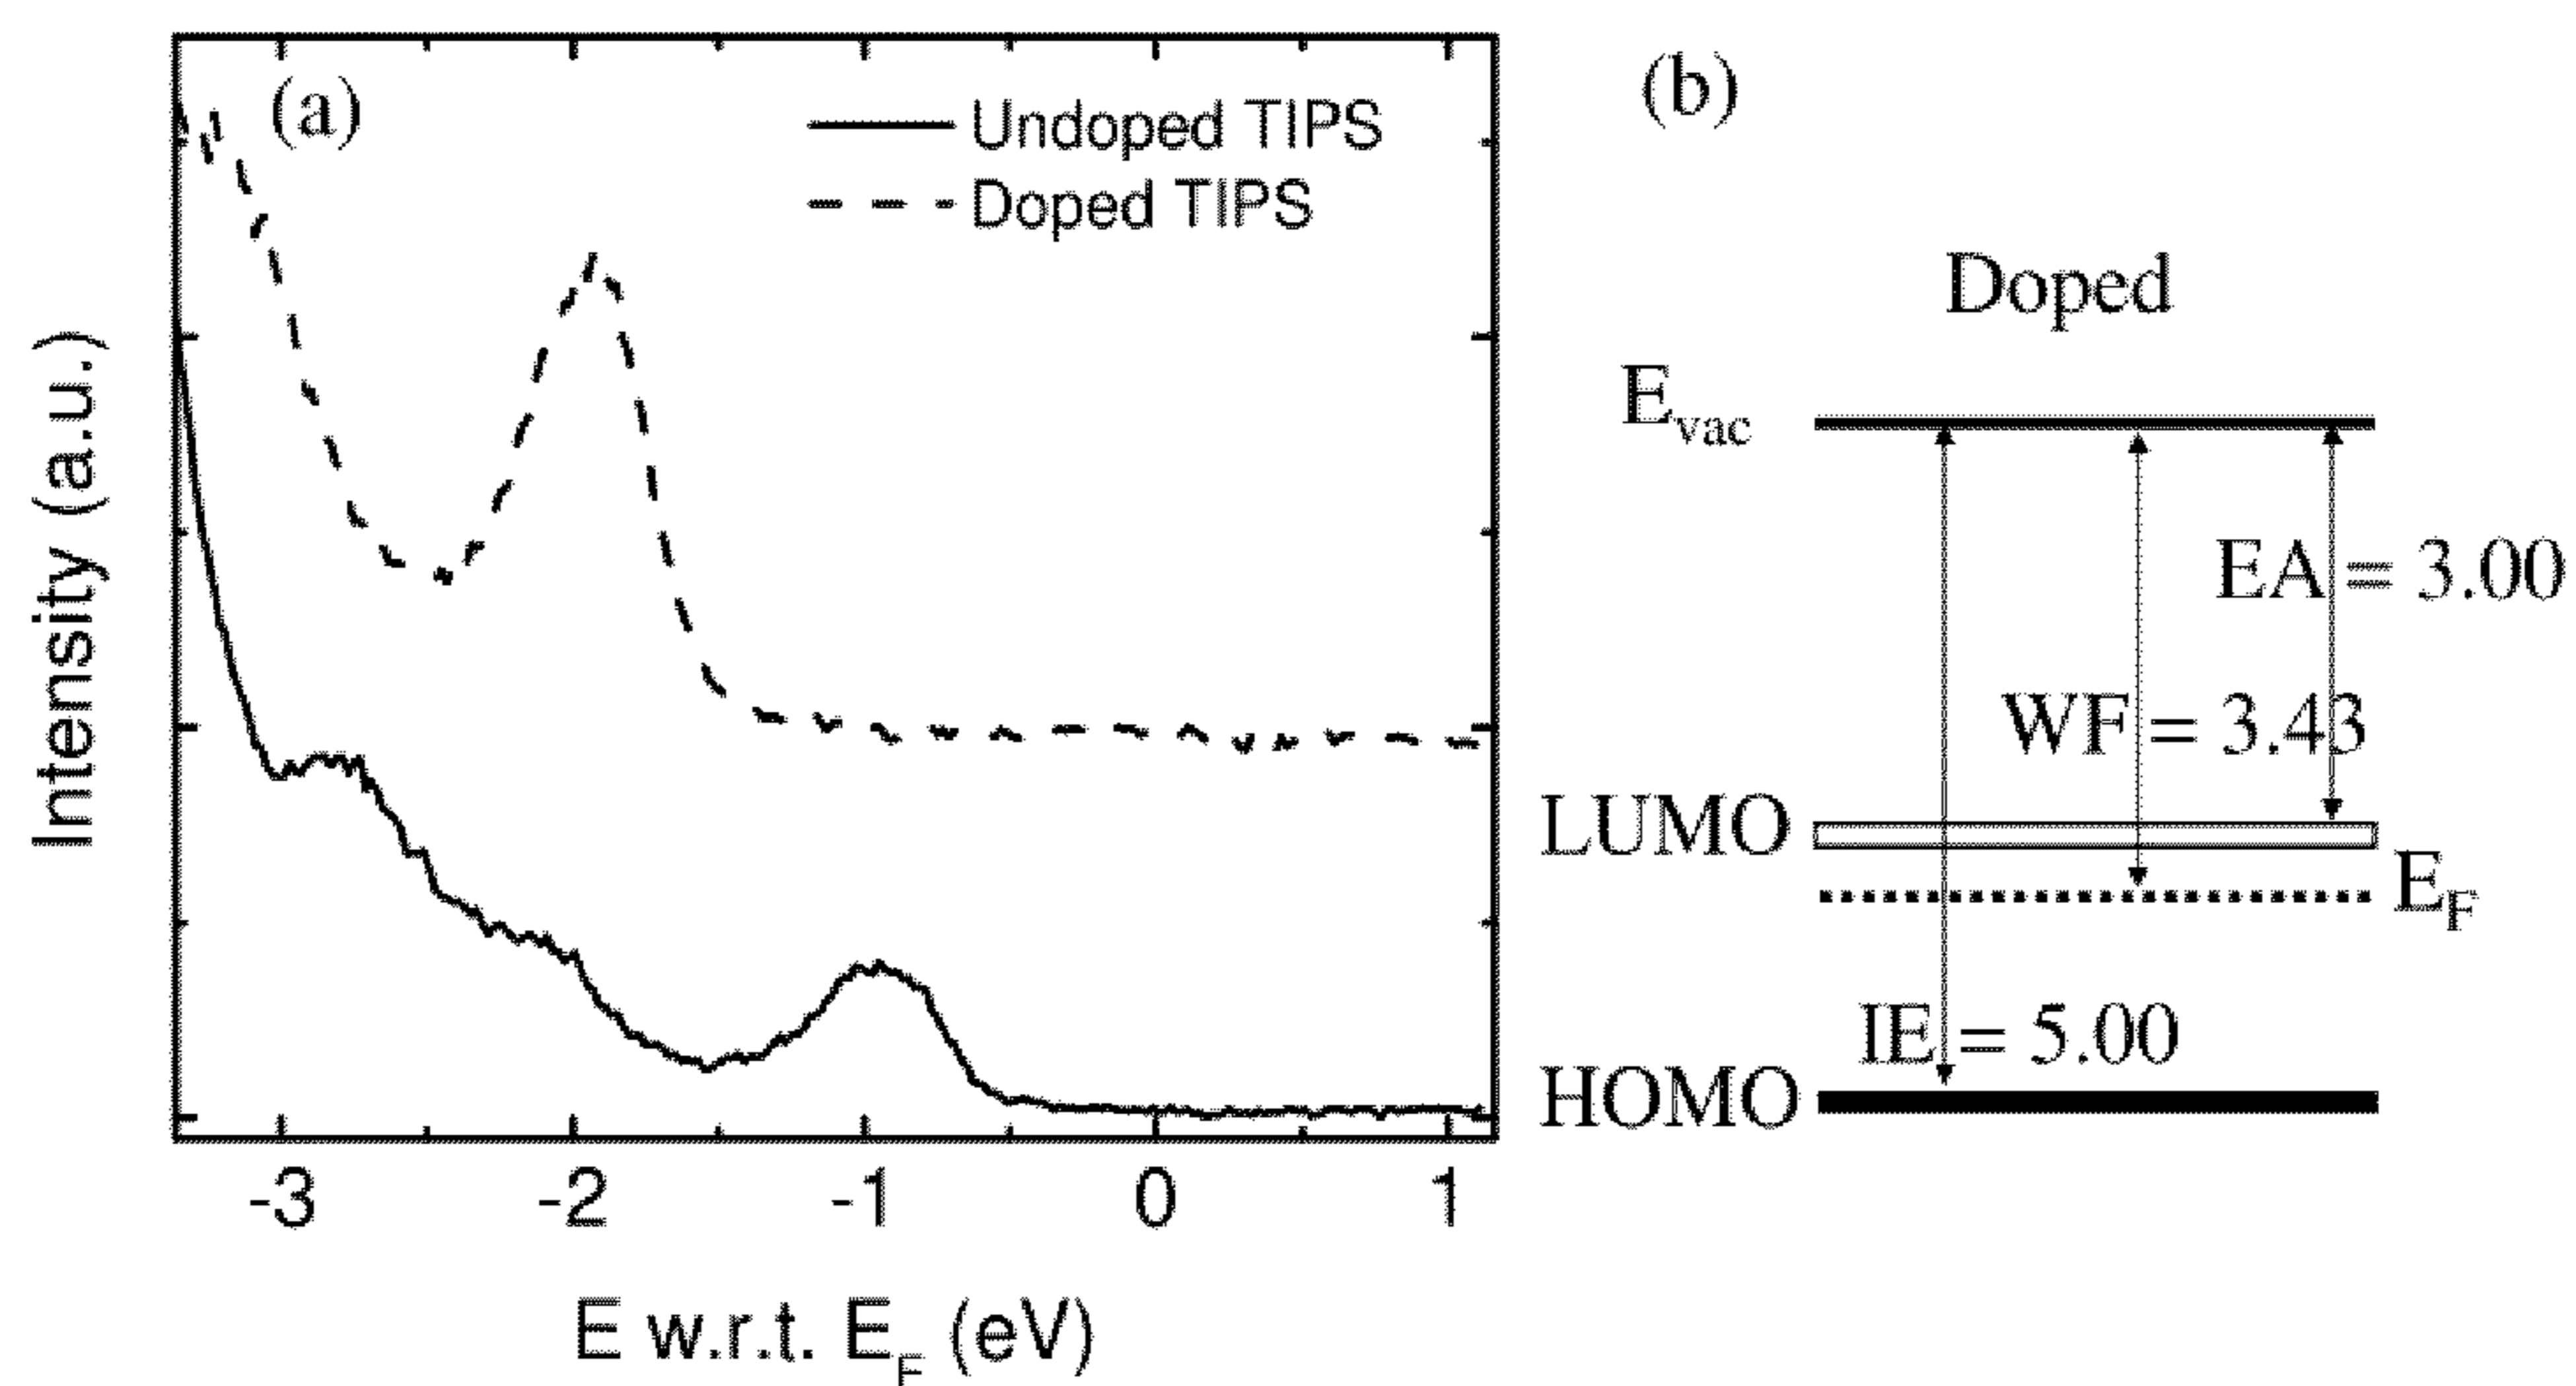 (a)
Undoped TIPS
Doped TIPS
Intensity (a.u.)
-3 -2 -1 0 1
E w.r.t. E_F (eV)
(b)
Doped
E_vac
EA = 3.00
WF = 3.43
LUMO
E_F
IE = 5.00
HOMO